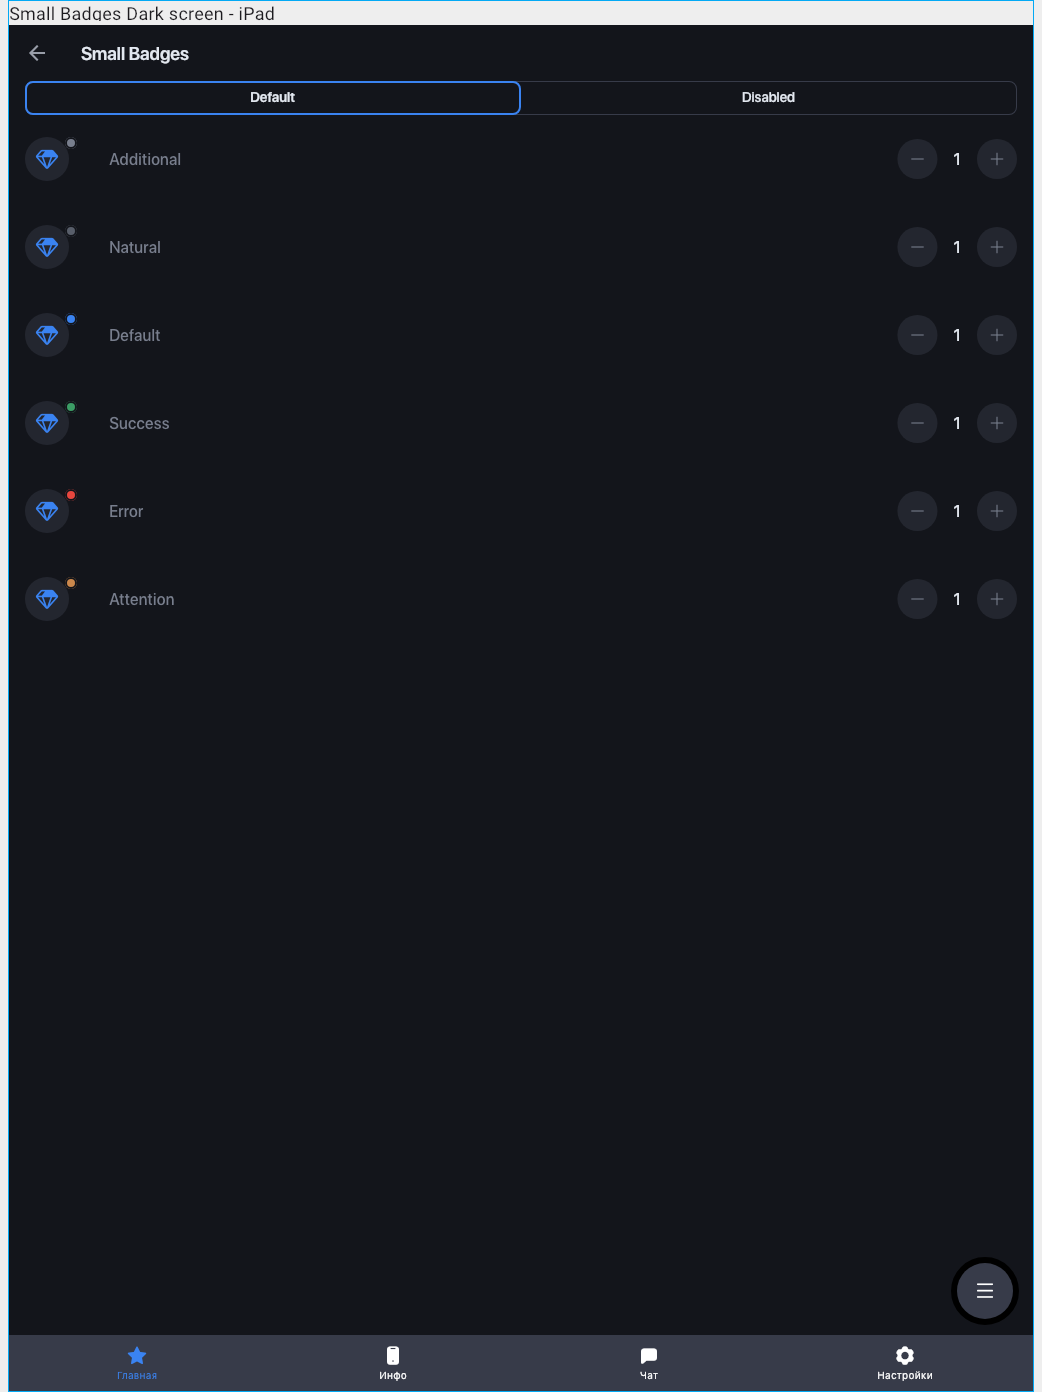 Small Badges Dark screen - iPad
Small Badges
Default Disabled
Additional 1
Natural 1
Default 1
Success 1
Error 1
Attention 1
Главная Инфо Чат Настройки